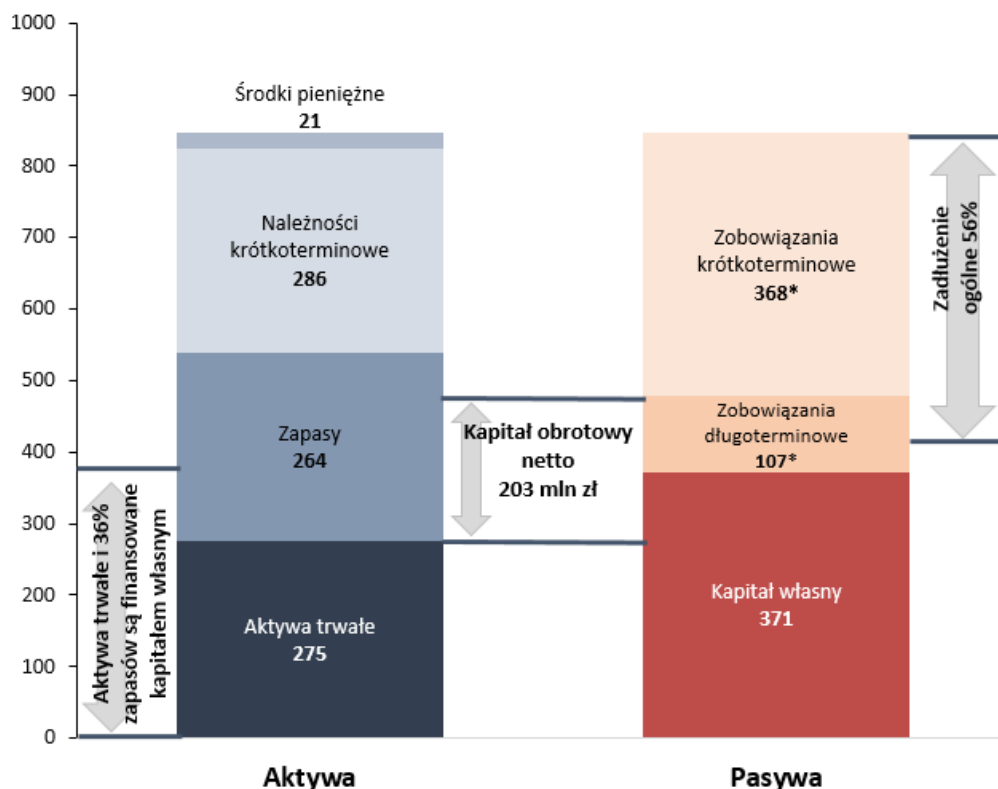 1000
900
800
700
600
500
400
300
200
100
0
Środki pieniężne
21
Należności
krótkoterminowe
286
Zapasy
264
Aktywa trwałe
275
Aktywa trwałe i 36%
zapasów są finansowane
kapitałem własnym
Kapitał obrotowy
netto
203 mln zł
Zobowiązania
krótkoterminowe
368*
Zobowiązania
długoterminowe
107*
Kapitał własny
371
Zadłużenie
ogólne 56%
Aktywa
Pasywa